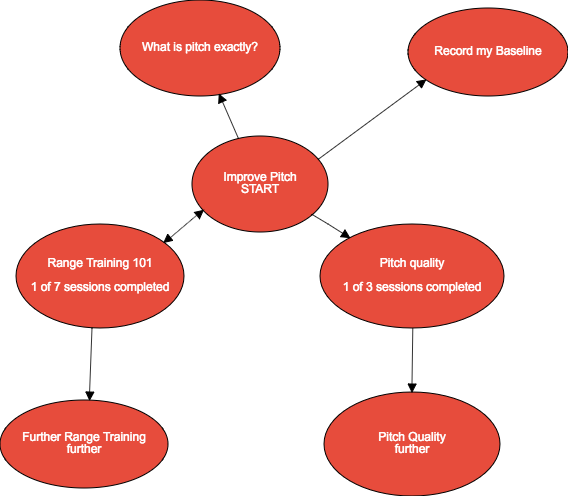 What is pitch exactly?
Record my Baseline
Improve Pitch
START
Range Training 101
1 of 7 sessions completed
Pitch quality
1 of 3 sessions completed
Further Range Training
further
Pitch Quality
further